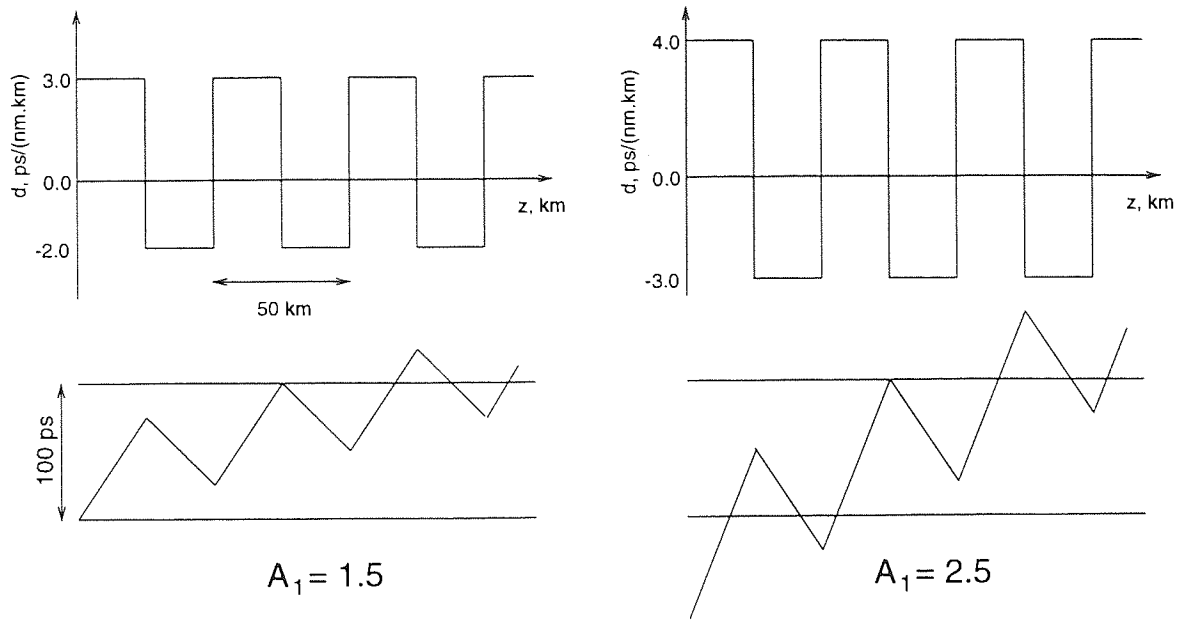 3.0
0.0
-2.0
d, ps/(nm.km)
z, km
50 km
100 ps
A1 = 1.5
4.0
0.0
-3.0
d, ps/(nm.km)
z, km
A1 = 2.5